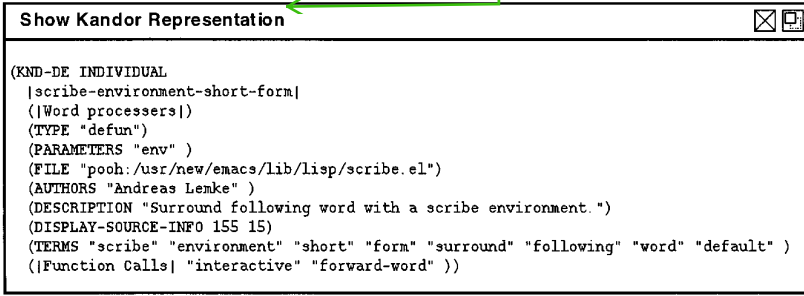 Show Kandor Representation
(KND-DE INDIVIDUAL
|scribe-environment-short-form|
(|Word processers|)
(TYPE "defun")
(PARAMETERS "env" )
(FILE "pooh:/usr/new/emacs/lib/lisp/scribe.el")
(AUTHORS "Andreas Lemke" )
(DESCRIPTION "Surround following word with a scribe environment.")
(DISPLAY-SOURCE-INFO 155 15)
(TERMS "scribe" "environment" "short" "form" "surround" "following" "word" "default" )
(|Function Calls| "interactive" "forward-word" ))